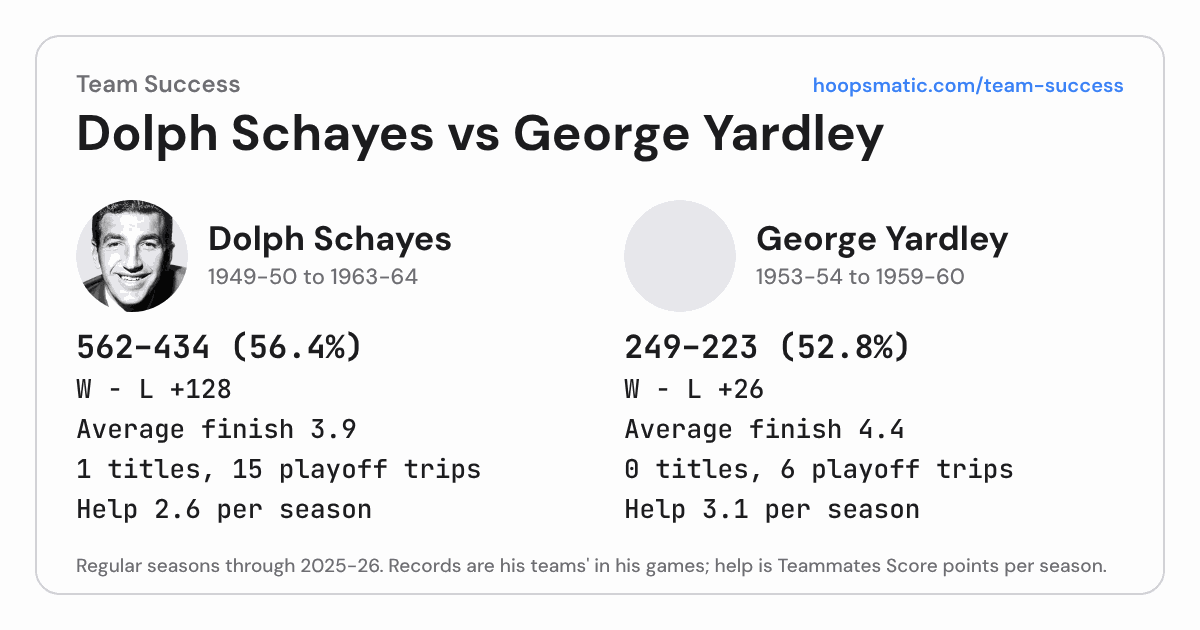 Team Success
hoopsmatic.com/team-success
Dolph Schayes vs George Yardley
Dolph Schayes
1949-50 to 1963-64
562-434 (56.4%)
W - L +128
Average finish 3.9
1 titles, 15 playoff trips
Help 2.6 per season
George Yardley
1953-54 to 1959-60
249-223 (52.8%)
W - L +26
Average finish 4.4
0 titles, 6 playoff trips
Help 3.1 per season
Regular seasons through 2025-26. Records are his teams' in his games; help is Teammates Score points per season.